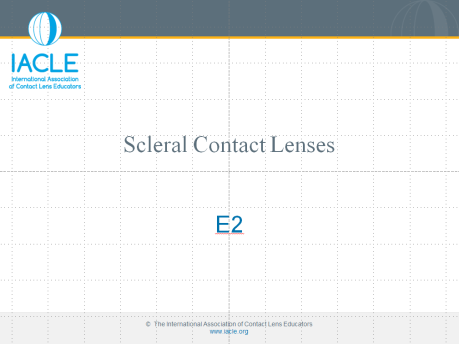 IACLE
International Association
of Contact Lens Educators
Scleral Contact Lenses
E2
© The International Association of Contact Lens Educators
www.iacle.org